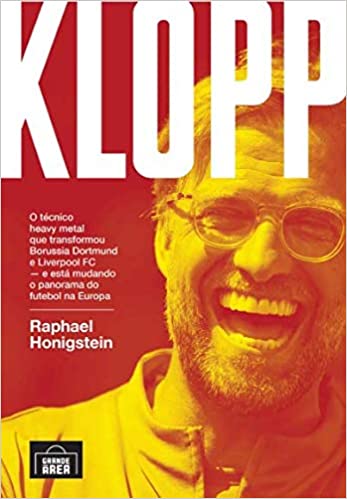 KLOPP
O técnico
heavy metal
que transformou
Borussia Dortmund
e Liverpool FC
— e está mudando
o panorama do
futebol na Europa
Raphael
Honigstein
GRANDE
ÁREA